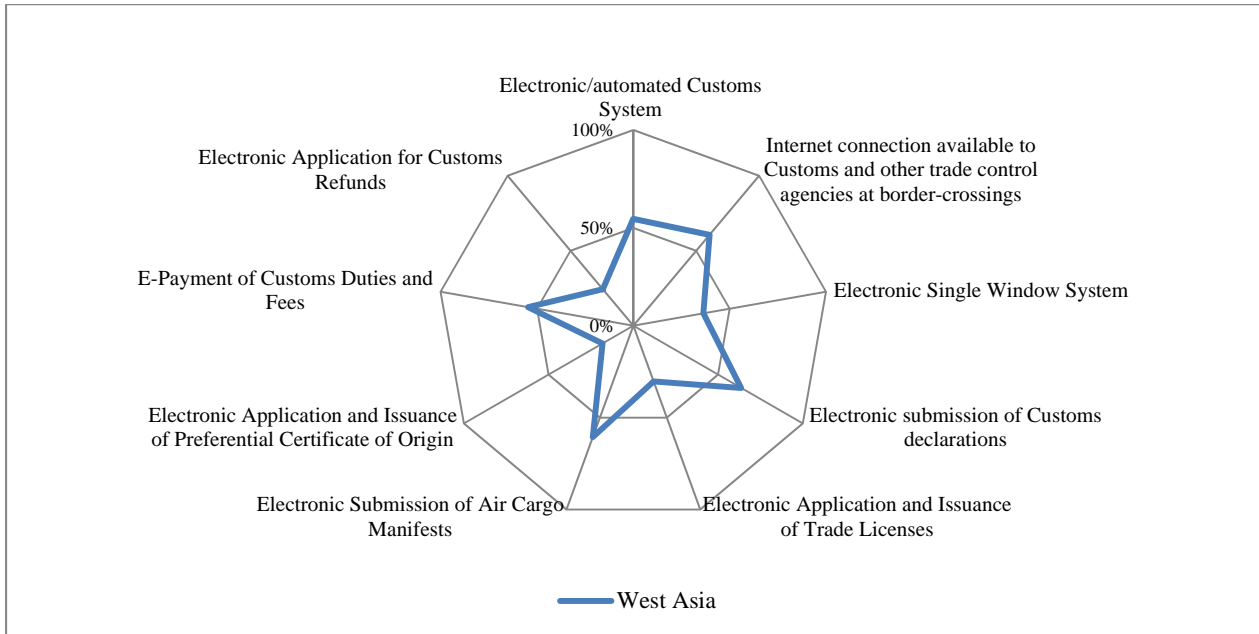 Electronic/automated Customs
System
100%
Internet connection available to
Customs and other trade control
agencies at border-crossings
Electronic Application for Customs
Refunds
50%
E-Payment of Customs Duties and
Fees
Electronic Single Window System
0%
Electronic Application and Issuance
of Preferential Certificate of Origin
Electronic submission of Customs
declarations
Electronic Submission of Air Cargo
Manifests
Electronic Application and Issuance
of Trade Licenses
West Asia